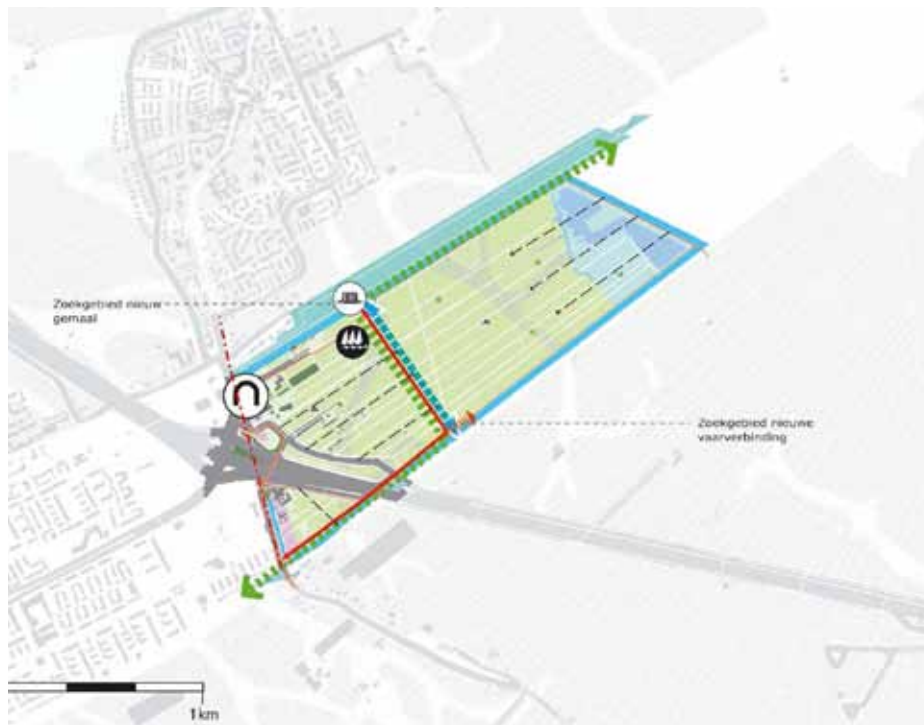 Zoekgebied nieuw
gemaal
Zoekgebied nieuwe
vaarverbinding
1km